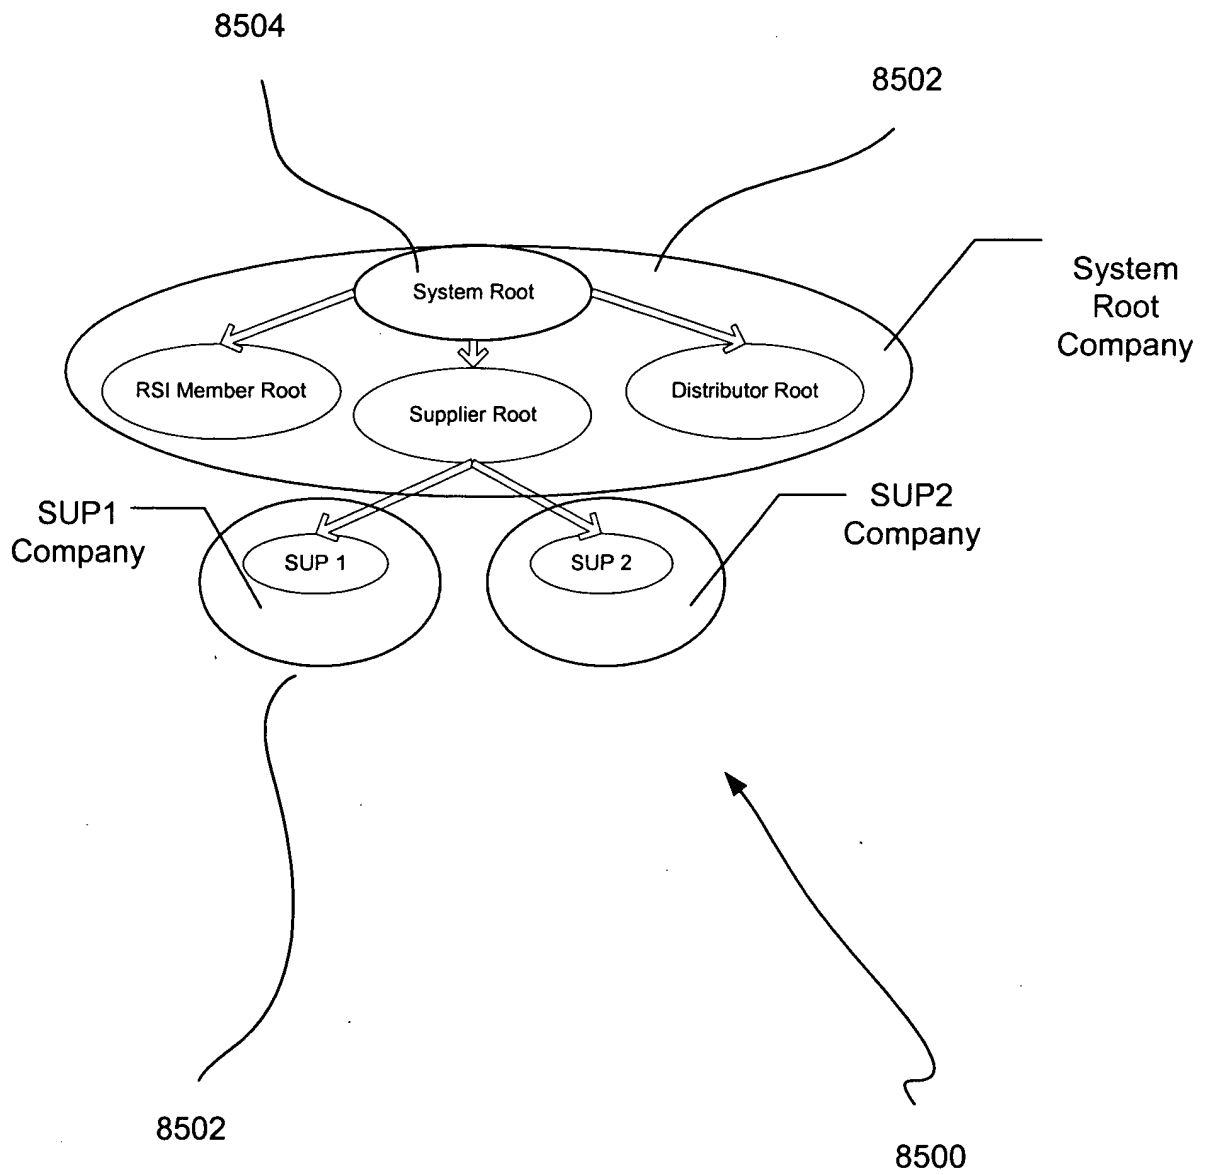 8504
8502
System Root
System
Root
Company
RSI Member Root
Supplier Root
Distributor Root
SUP1
Company
SUP2
Company
SUP 1
SUP 2
8502
8500